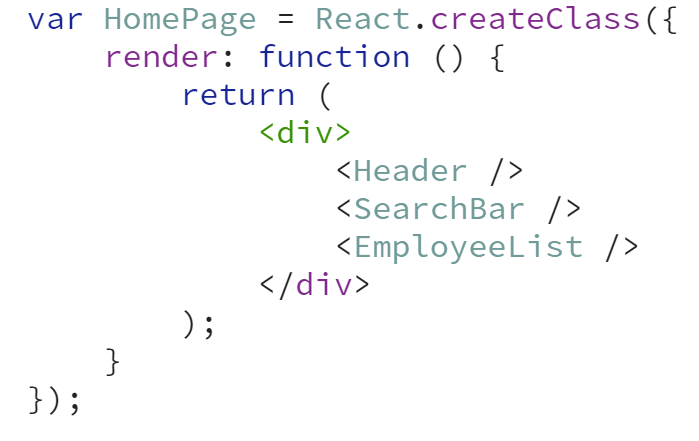 var HomePage = React.createClass({
    render: function () {
        return (
            <div>
                <Header />
                <SearchBar />
                <EmployeeList />
            </div>
        );
    }
});